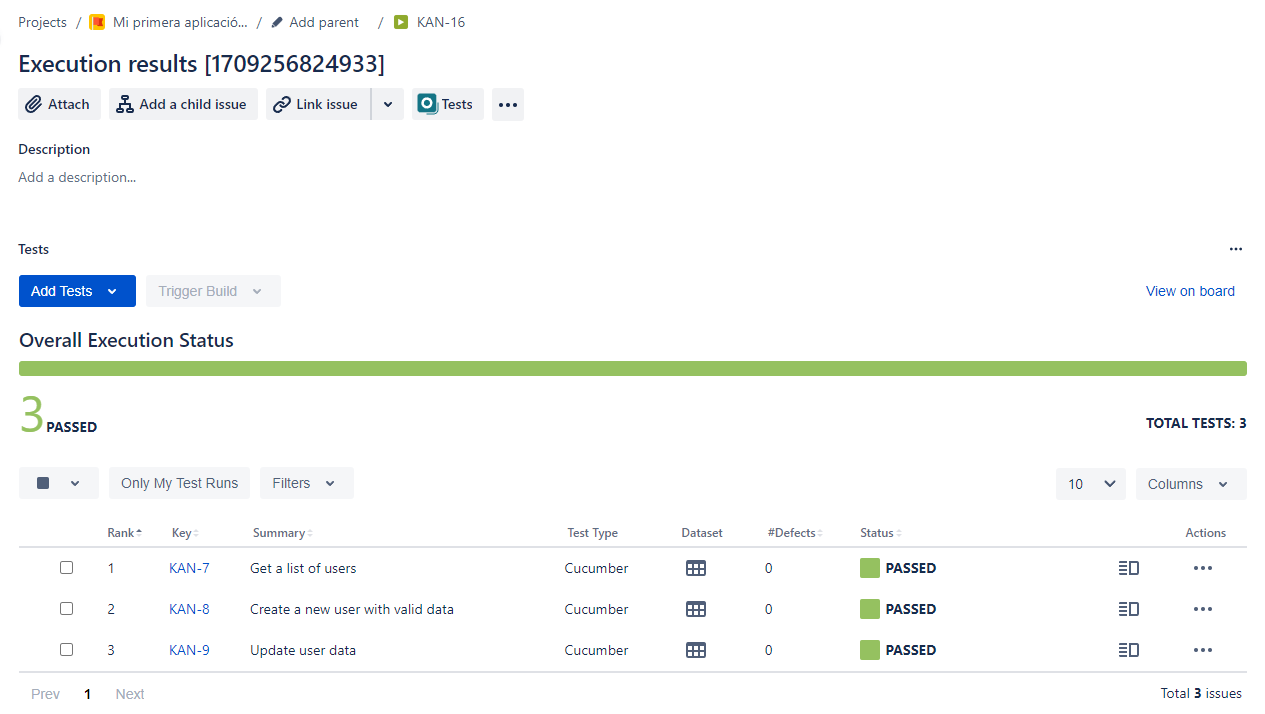 Projects / Mi primera aplicació... / Add parent / KAN-16
Execution results [1709256824933]
Attach Add a child issue Link issue Tests
Description
Add a description...
Tests
Add Tests Trigger Build View on board
Overall Execution Status
3 PASSED TOTAL TESTS: 3
Only My Test Runs Filters 10 Columns
Rank Key Summary Test Type Dataset #Defects Status Actions
1 KAN-7 Get a list of users Cucumber 0 PASSED
2 KAN-8 Create a new user with valid data Cucumber 0 PASSED
3 KAN-9 Update user data Cucumber 0 PASSED
Prev 1 Next Total 3 issues